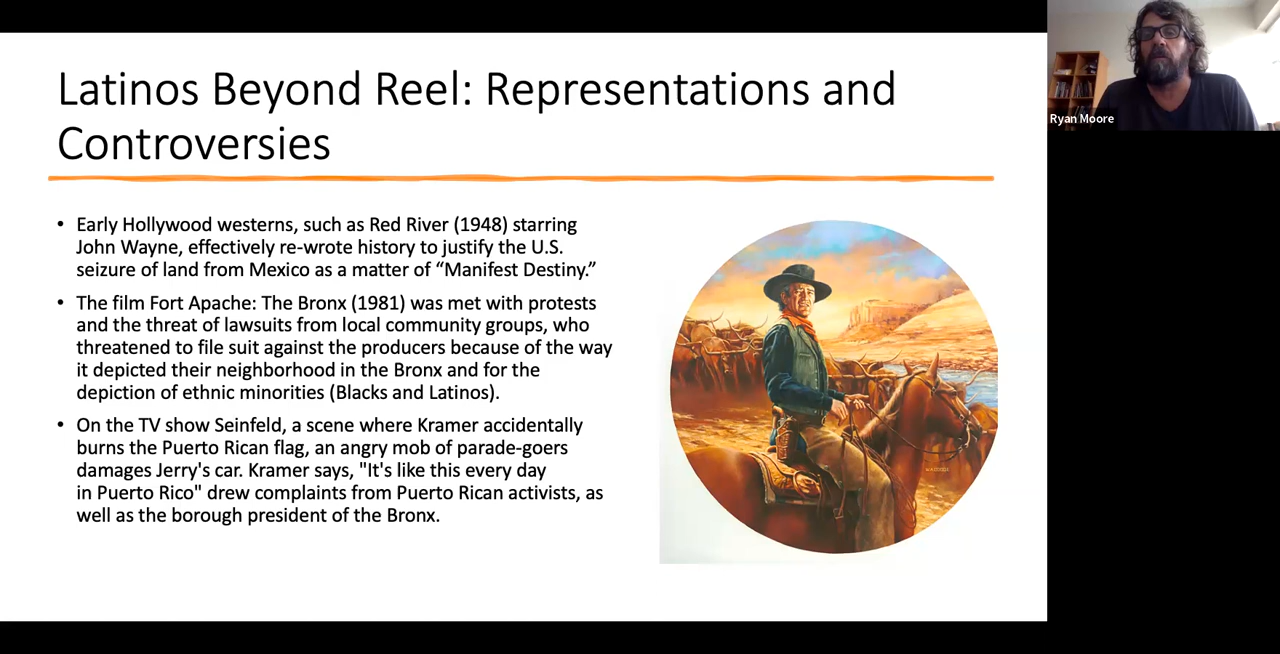 Latinos Beyond Reel: Representations and
Controversies
• Early Hollywood westerns, such as Red River (1948) starring
John Wayne, effectively re-wrote history to justify the U.S.
seizure of land from Mexico as a matter of “Manifest Destiny.”
• The film Fort Apache: The Bronx (1981) was met with protests
and the threat of lawsuits from local community groups, who
threatened to file suit against the producers because of the way
it depicted their neighborhood in the Bronx and for the
depiction of ethnic minorities (Blacks and Latinos).
• On the TV show Seinfeld, a scene where Kramer accidentally
burns the Puerto Rican flag, an angry mob of parade-goers
damages Jerry's car. Kramer says, "It's like this every day
in Puerto Rico" drew complaints from Puerto Rican activists, as
well as the borough president of the Bronx.
Ryan Moore